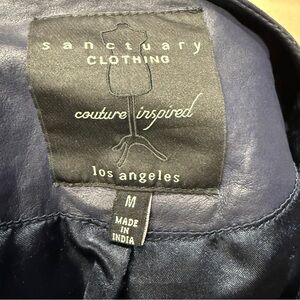 sanctuary
CLOTHING
couture inspired
los angeles
M
MADE
IN
INDIA